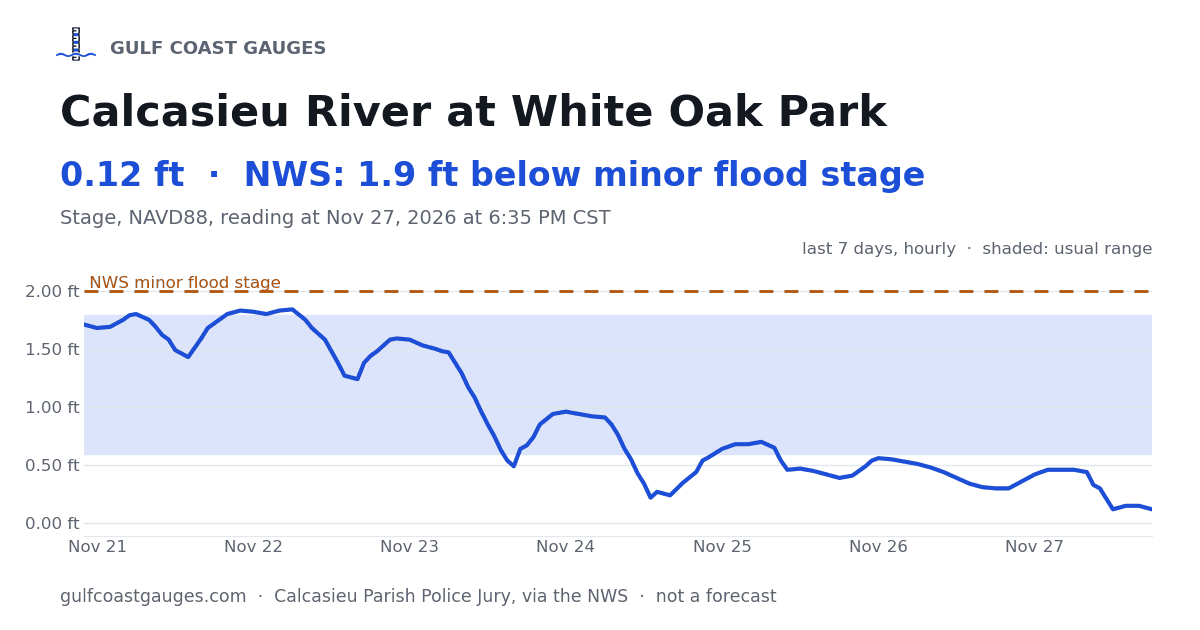 GULF COAST GAUGES
Calcasieu River at White Oak Park
0.12 ft · NWS: 1.9 ft below minor flood stage
Stage, NAVD88, reading at Nov 27, 2026 at 6:35 PM CST
last 7 days, hourly · shaded: usual range
NWS minor flood stage
2.00 ft
1.50 ft
1.00 ft
0.50 ft
0.00 ft
Nov 21 Nov 22 Nov 23 Nov 24 Nov 25 Nov 26 Nov 27
gulfcoastgauges.com · Calcasieu Parish Police Jury, via the NWS · not a forecast